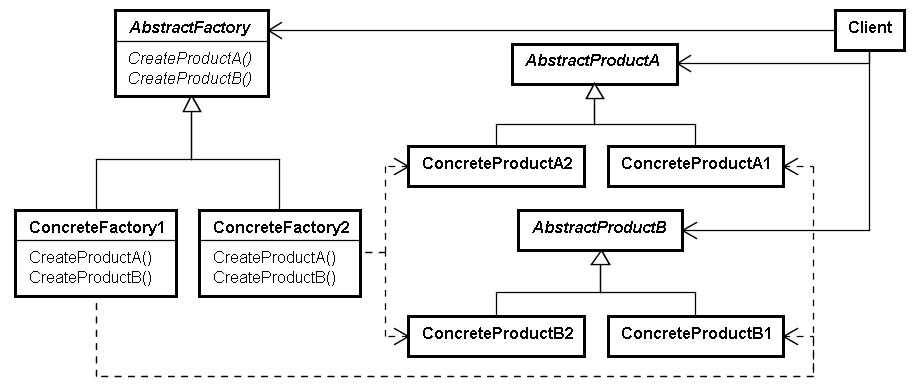 AbstractFactory
CreateProductA()
CreateProductB()
Client
AbstractProductA
ConcreteProductA2
ConcreteProductA1
ConcreteFactory1
CreateProductA()
CreateProductB()
ConcreteFactory2
CreateProductA()
CreateProductB()
AbstractProductB
ConcreteProductB2
ConcreteProductB1